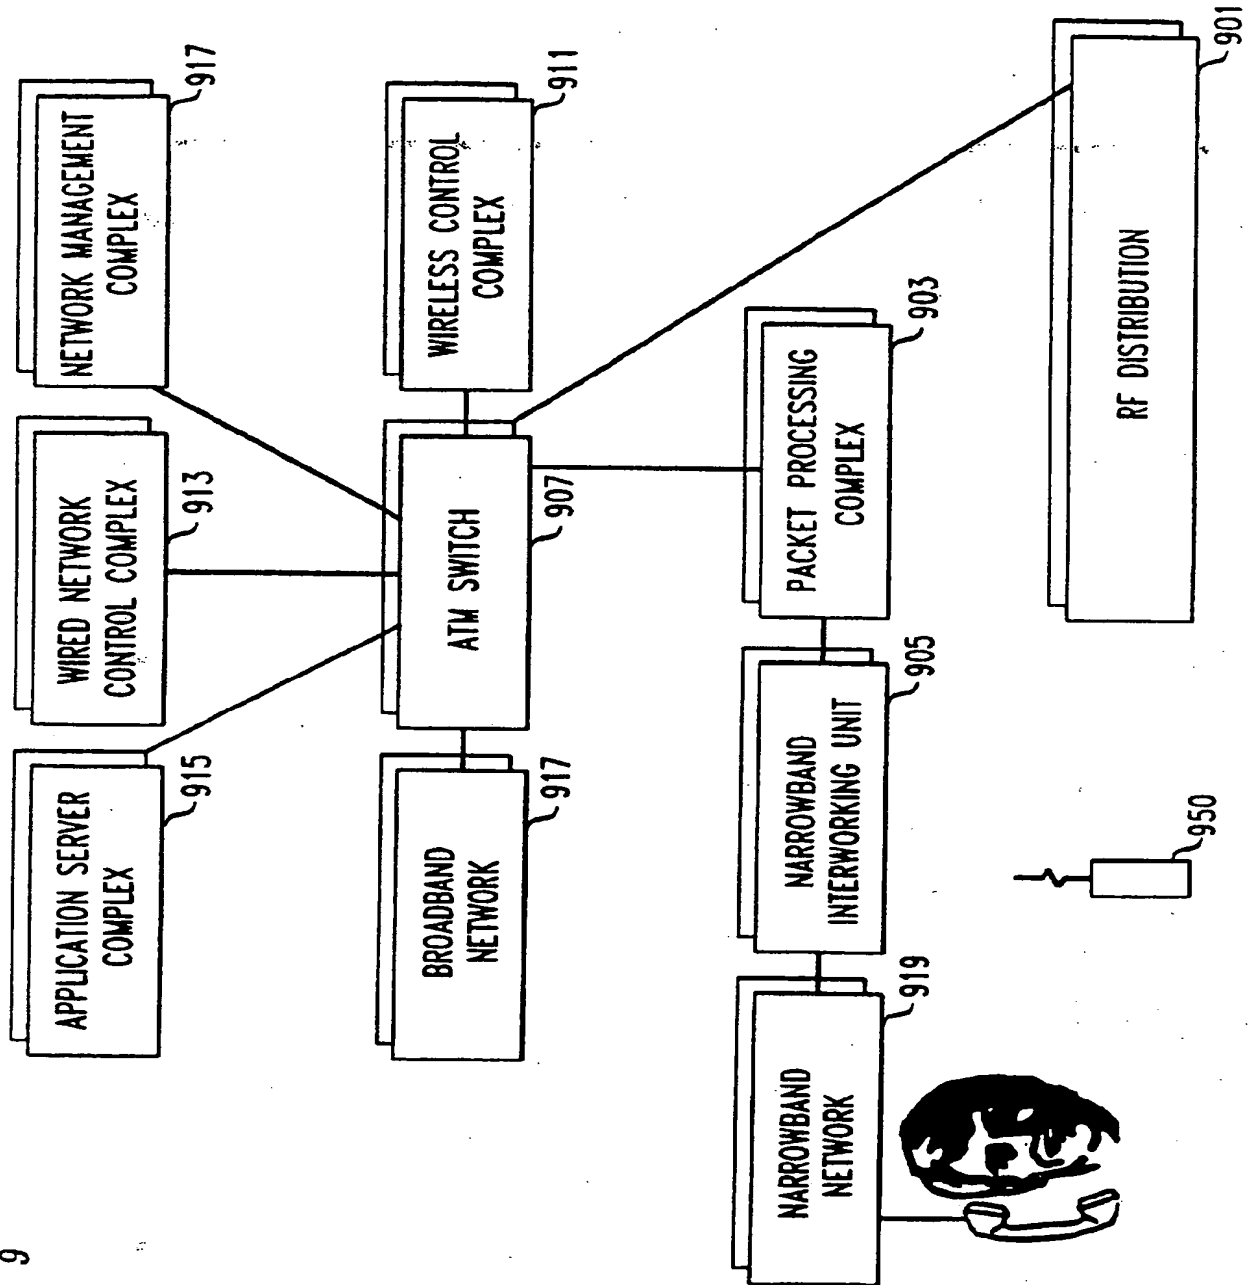 9
APPLICATION SERVER
COMPLEX
915
WIRED NETWORK
CONTROL COMPLEX
913
NETWORK MANAGEMENT
COMPLEX
917
BROADBAND
NETWORK
917
ATM SWITCH
907
WIRELESS CONTROL
COMPLEX
911
NARROWBAND
NETWORK
919
NARROWBAND
INTERWORKING UNIT
905
PACKET PROCESSING
COMPLEX
903
950
RF DISTRIBUTION
901